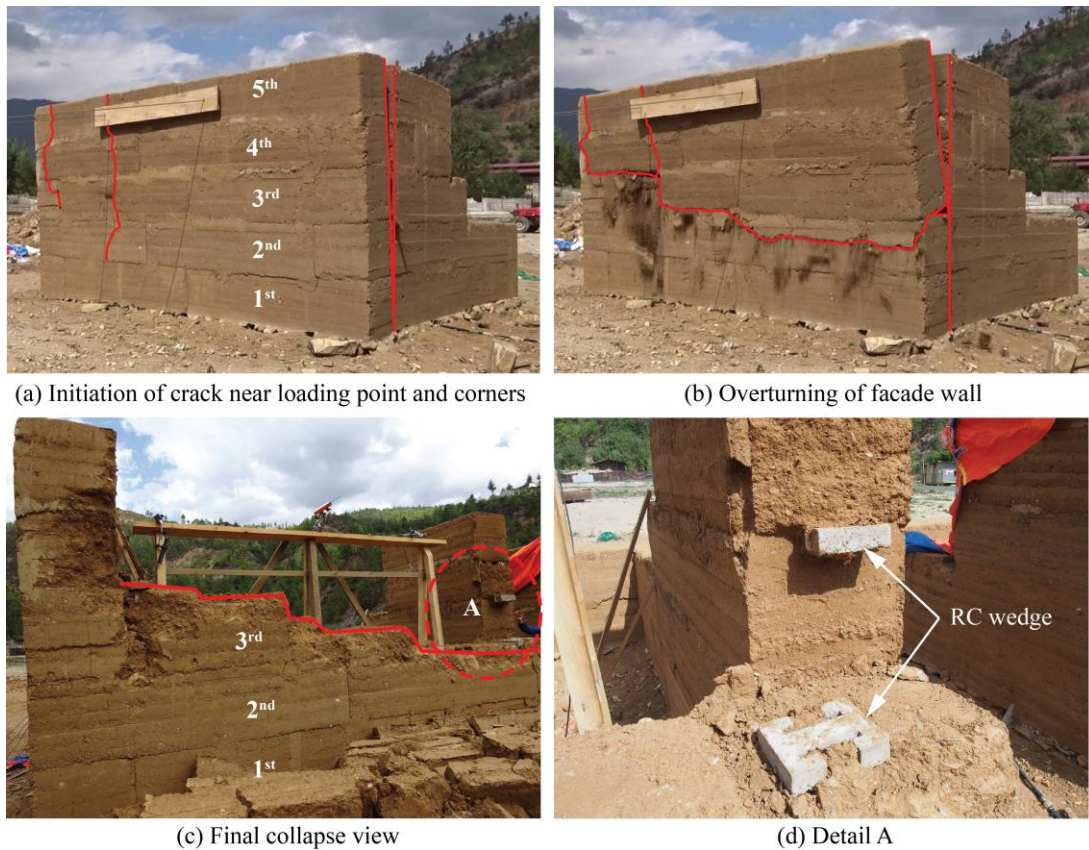 5th
4th
3rd
2nd
1st
(a) Initiation of crack near loading point and corners
(b) Overturning of facade wall
A
3rd
2nd
1st
RC wedge
(c) Final collapse view
(d) Detail A